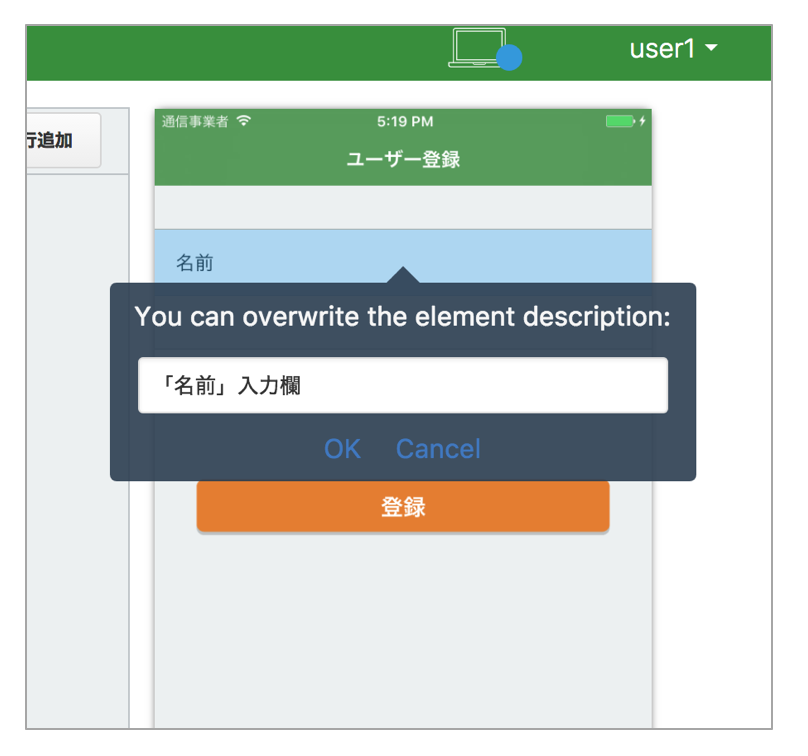 user1
行追加
通信事業者
5:19 PM
ユーザー登録
名前
You can overwrite the element description:
「名前」入力欄
OK Cancel
登録